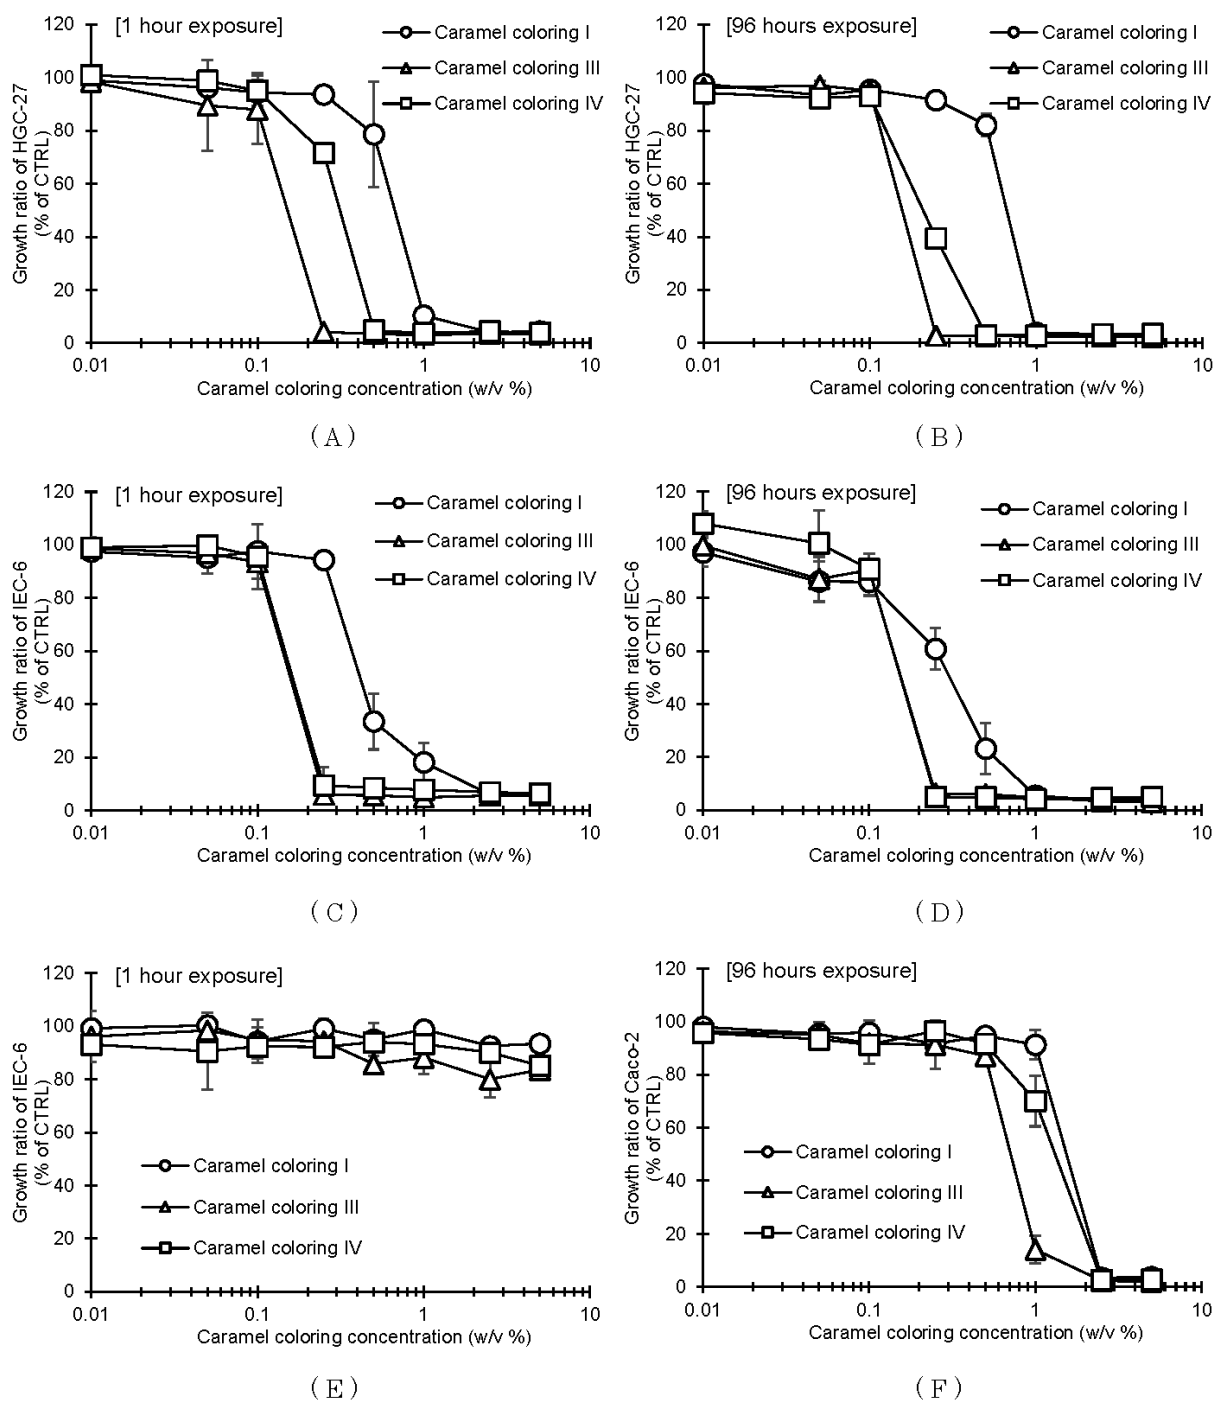 [1 hour exposure]
Caramel coloring I
Caramel coloring III
Caramel coloring IV
Growth ratio of HGC-27
(% of CTRL)
120
100
80
60
40
20
0
0.01 0.1 1 10
Caramel coloring concentration (w/v %)
(A)
[96 hours exposure]
Caramel coloring I
Caramel coloring III
Caramel coloring IV
Growth ratio of HGC-27
(% of CTRL)
120
100
80
60
40
20
0
0.01 0.1 1 10
Caramel coloring concentration (w/v %)
(B)
[1 hour exposure]
Caramel coloring I
Caramel coloring III
Caramel coloring IV
Growth ratio of IEC-6
(% of CTRL)
120
100
80
60
40
20
0
0.01 0.1 1 10
Caramel coloring concentration (w/v %)
(C)
[96 hours exposure]
Caramel coloring I
Caramel coloring III
Caramel coloring IV
Growth ratio of IEC-6
(% of CTRL)
120
100
80
60
40
20
0
0.01 0.1 1 10
Caramel coloring concentration (w/v %)
(D)
[1 hour exposure]
Growth ratio of IEC-6
(% of CTRL)
120
100
80
60
40
20
0
Caramel coloring I
Caramel coloring III
Caramel coloring IV
0.01 0.1 1 10
Caramel coloring concentration (w/v %)
(E)
[96 hours exposure]
Growth ratio of Caco-2
(% of CTRL)
120
100
80
60
40
20
0
Caramel coloring I
Caramel coloring III
Caramel coloring IV
0.01 0.1 1 10
Caramel coloring concentration (w/v %)
(F)